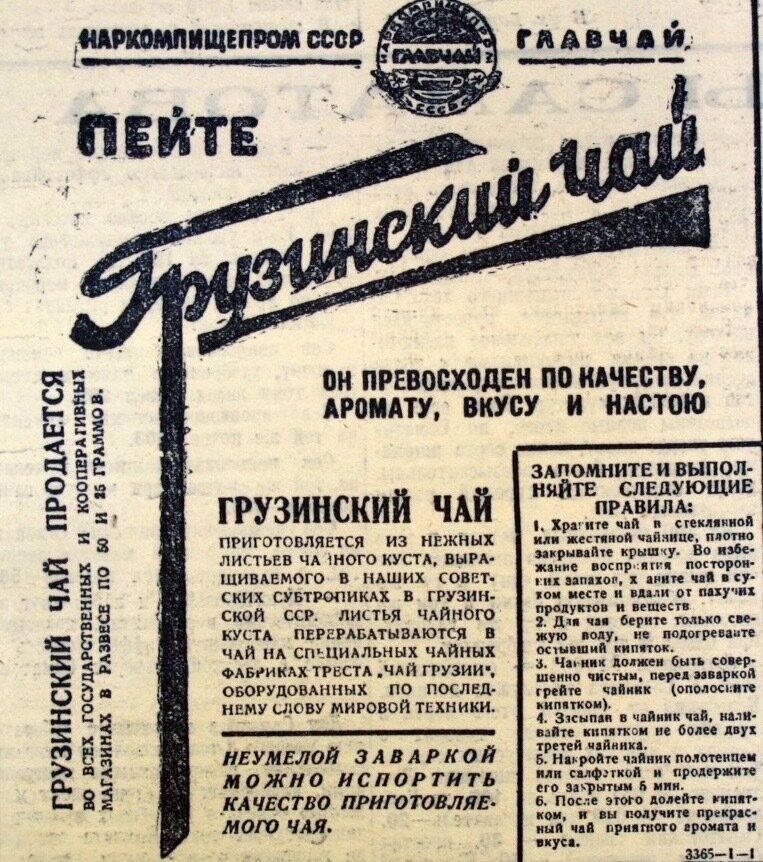 НАРКОМПИЩЕПРОМ СССР
НАРКОМПИЩЕПРОМ
ГЛАВЧАЙ
СССР
ГЛАВЧАЙ
ПЕЙТЕ
Грузинский чай
ОН ПРЕВОСХОДЕН ПО КАЧЕСТВУ,
АРОМАТУ, ВКУСУ И НАСТОЮ
ГРУЗИНСКИЙ ЧАЙ ПРОДАЕТСЯ
ВО ВСЕХ ГОСУДАРСТВЕННЫХ И КООПЕРАТИВНЫХ
МАГАЗИНАХ В РАЗВЕСЕ ПО 50 И 25 ГРАММОВ.
ГРУЗИНСКИЙ ЧАЙ
ПРИГОТОВЛЯЕТСЯ ИЗ НЕЖНЫХ
ЛИСТЬЕВ ЧАЙНОГО КУСТА, ВЫРА-
ЩИВАЕМОГО В НАШИХ СОВЕТ-
СКИХ СУБТРОПИКАХ В ГРУЗИН-
СКОЙ ССР. ЛИСТЬЯ ЧАЙНОГО
КУСТА ПЕРЕРАБАТЫВАЮТСЯ В
ЧАЙ НА СПЕЦИАЛЬНЫХ ЧАЙНЫХ
ФАБРИКАХ ТРЕСТА „ЧАЙ ГРУЗИИ",
ОБОРУДОВАННЫХ ПО ПОСЛЕД-
НЕМУ СЛОВУ МИРОВОЙ ТЕХНИКИ.
НЕУМЕЛОЙ ЗАВАРКОЙ
МОЖНО ИСПОРТИТЬ
КАЧЕСТВО ПРИГОТОВЛЯЕ-
МОГО ЧАЯ.
ЗАПОМНИТЕ И ВЫПОЛ-
НЯЙТЕ СЛЕДУЮЩИЕ
ПРАВИЛА:
1. Храните чай в стеклянной
или жестяной чайнице, плотно
закрывайте крышку. Во избе-
жание восприятия посторон-
них запахов, храните чай в су-
хом месте и вдали от пахучих
продуктов и веществ
2. Для чая берите только све-
жую воду, не подогревайте
остывший кипяток.
3. Чайник должен быть совер-
шенно чистым, перед заваркой
грейте чайник (ополосните
кипятком).
4. Засыпав в чайник чай, нали-
вайте кипятком не более двух
третей чайника.
5. Накройте чайник полотенцем
или салфеткой и продержите
его закрытым 5 мин.
6. После этого долейте кипят-
ком, и вы получите прекрас-
ный чай приятного аромата и
вкуса.
3365—1—1